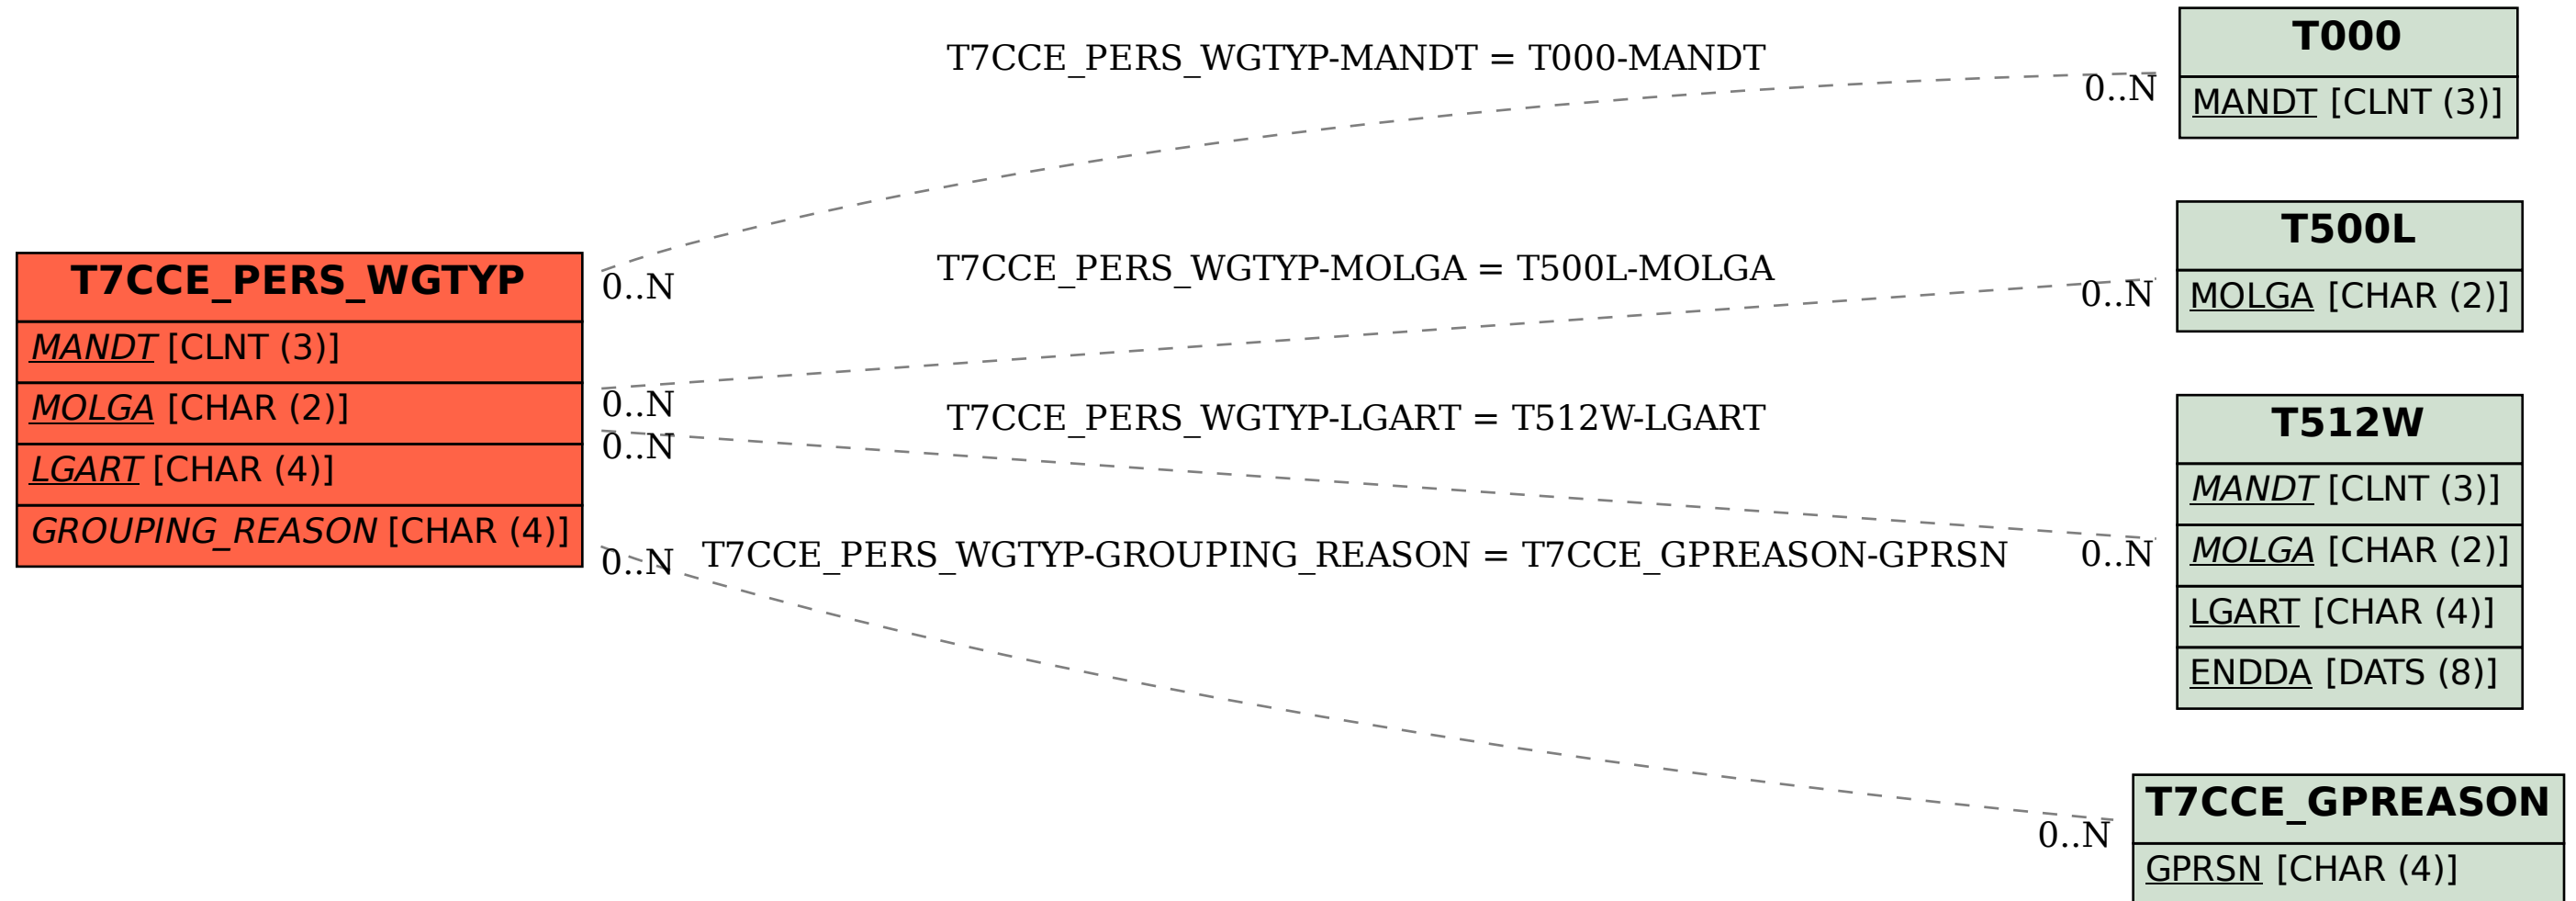 T7CCE_PERS_WGTYP
MANDT [CLNT (3)]
MOLGA [CHAR (2)]
LGART [CHAR (4)]
GROUPING_REASON [CHAR (4)]
T7CCE_PERS_WGTYP-MANDT = T000-MANDT
0..N
0..N
T7CCE_PERS_WGTYP-MOLGA = T500L-MOLGA
0..N
0..N
T7CCE_PERS_WGTYP-LGART = T512W-LGART
0..N
0..N
T7CCE_PERS_WGTYP-GROUPING_REASON = T7CCE_GPREASON-GPRSN
0..N
0..N
T000
MANDT [CLNT (3)]
T500L
MOLGA [CHAR (2)]
T512W
MANDT [CLNT (3)]
MOLGA [CHAR (2)]
LGART [CHAR (4)]
ENDDA [DATS (8)]
T7CCE_GPREASON
GPRSN [CHAR (4)]